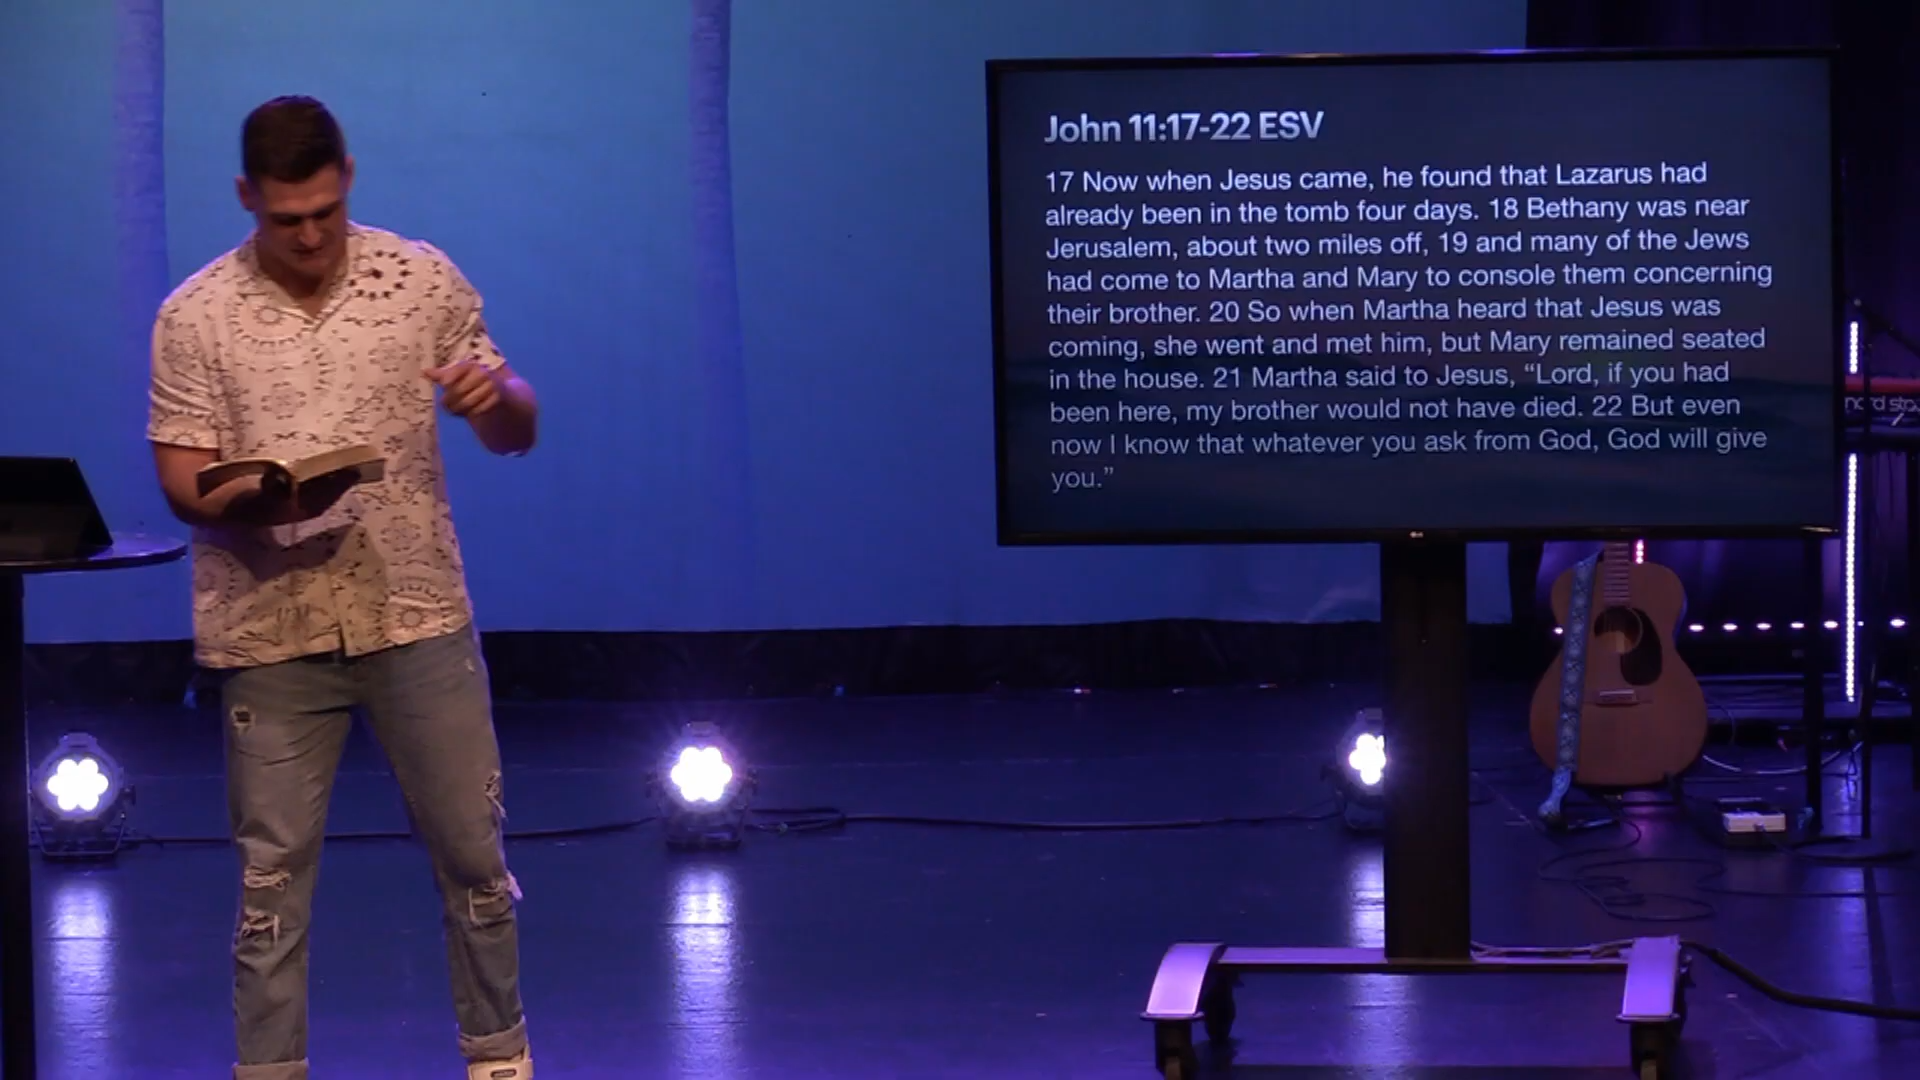 John 11:17-22 ESV
17 Now when Jesus came, he found that Lazarus had
already been in the tomb four days. 18 Bethany was near
Jerusalem, about two miles off, 19 and many of the Jews
had come to Martha and Mary to console them concerning
their brother. 20 So when Martha heard that Jesus was
coming, she went and met him, but Mary remained seated
in the house. 21 Martha said to Jesus, “Lord, if you had
been here, my brother would not have died. 22 But even
now I know that whatever you ask from God, God will give
you.”